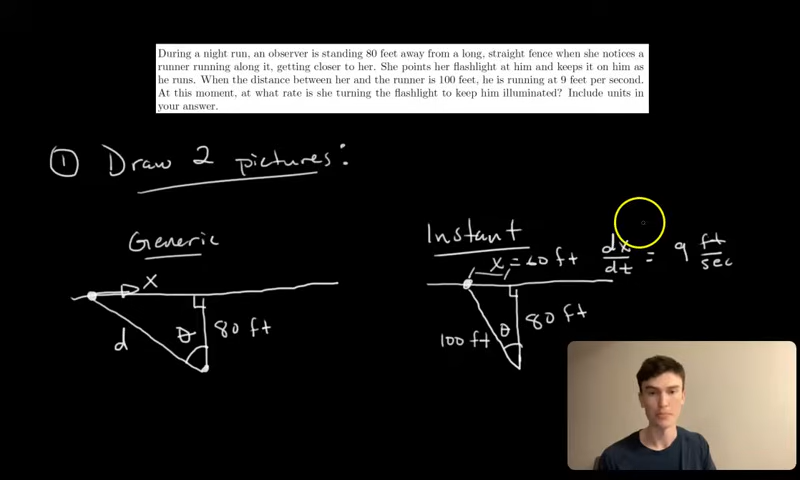 During a night run, an observer is standing 80 feet away from a long, straight fence when she notices a
runner running along it, getting closer to her. She points her flashlight at him and keeps it on him as
he runs. When the distance between her and the runner is 100 feet, he is running at 9 feet per second.
At this moment, at what rate is she turning the flashlight to keep him illuminated? Include units in
your answer.
① Draw 2 pictures:
Generic
x
d
θ
80 ft
Instant
x = 60 ft
dx/dt = 9 ft/sec
100 ft
θ
80 ft